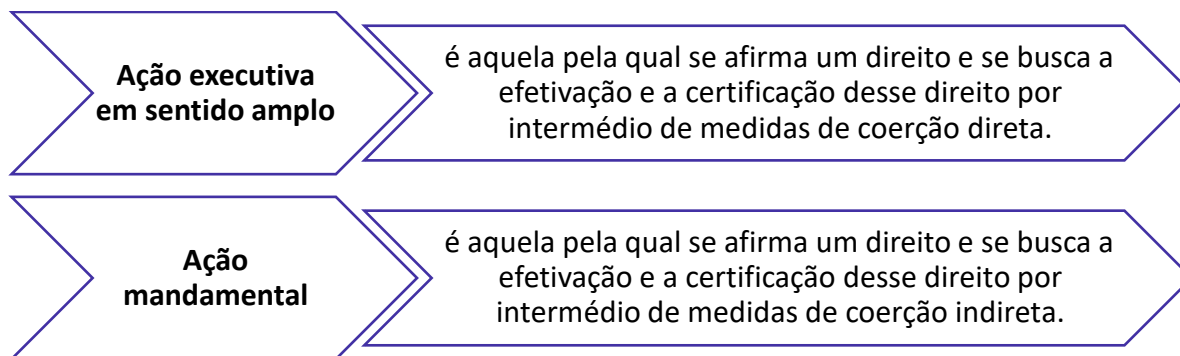 Ação executiva
em sentido amplo
é aquela pela qual se afirma um direito e se busca a
efetivação e a certificação desse direito por
intermédio de medidas de coerção direta.
Ação
mandamental
é aquela pela qual se afirma um direito e se busca a
efetivação e a certificação desse direito por
intermédio de medidas de coerção indireta.